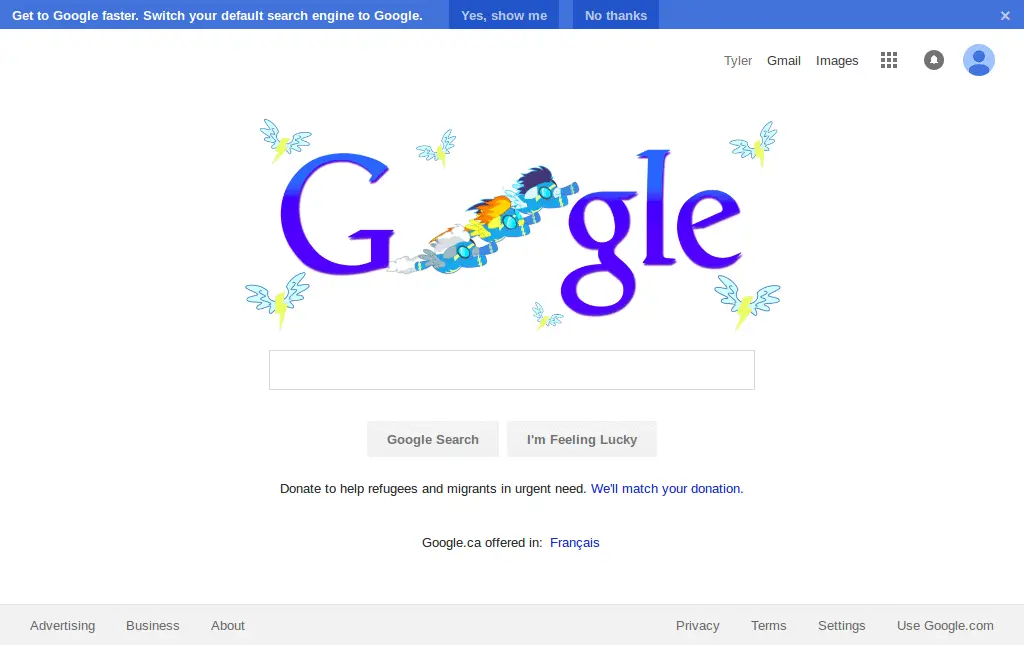 Get to Google faster. Switch your default search engine to Google. Yes, show me No thanks ×
Tyler Gmail Images
Google
Google Search I'm Feeling Lucky
Donate to help refugees and migrants in urgent need. We'll match your donation.
Google.ca offered in: Français
Advertising Business About Privacy Terms Settings Use Google.com